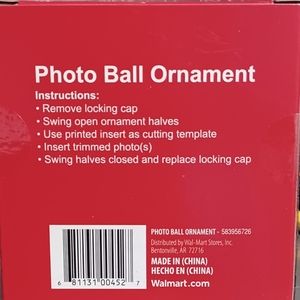 Photo Ball Ornament
Instructions:
• Remove locking cap
• Swing open ornament halves
• Use printed insert as cutting template
• Insert trimmed photo(s)
• Swing halves closed and replace locking cap
PHOTO BALL ORNAMENT - 583956726
Distributed by Wal-Mart Stores, Inc.
Bentonville, AR 72716
MADE IN (CHINA)
HECHO EN (CHINA)
Walmart.com
6 81131 00452 7